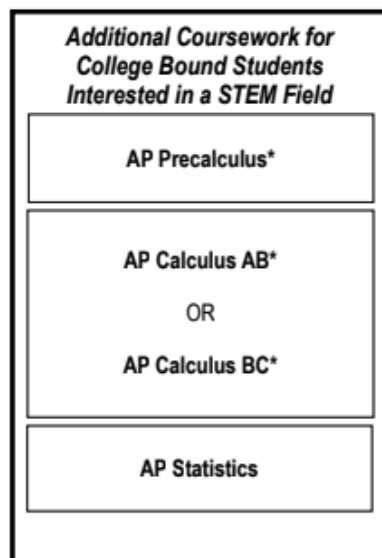 Additional Coursework for
College Bound Students
Interested in a STEM Field
AP Precalculus*
AP Calculus AB*
OR
AP Calculus BC*
AP Statistics